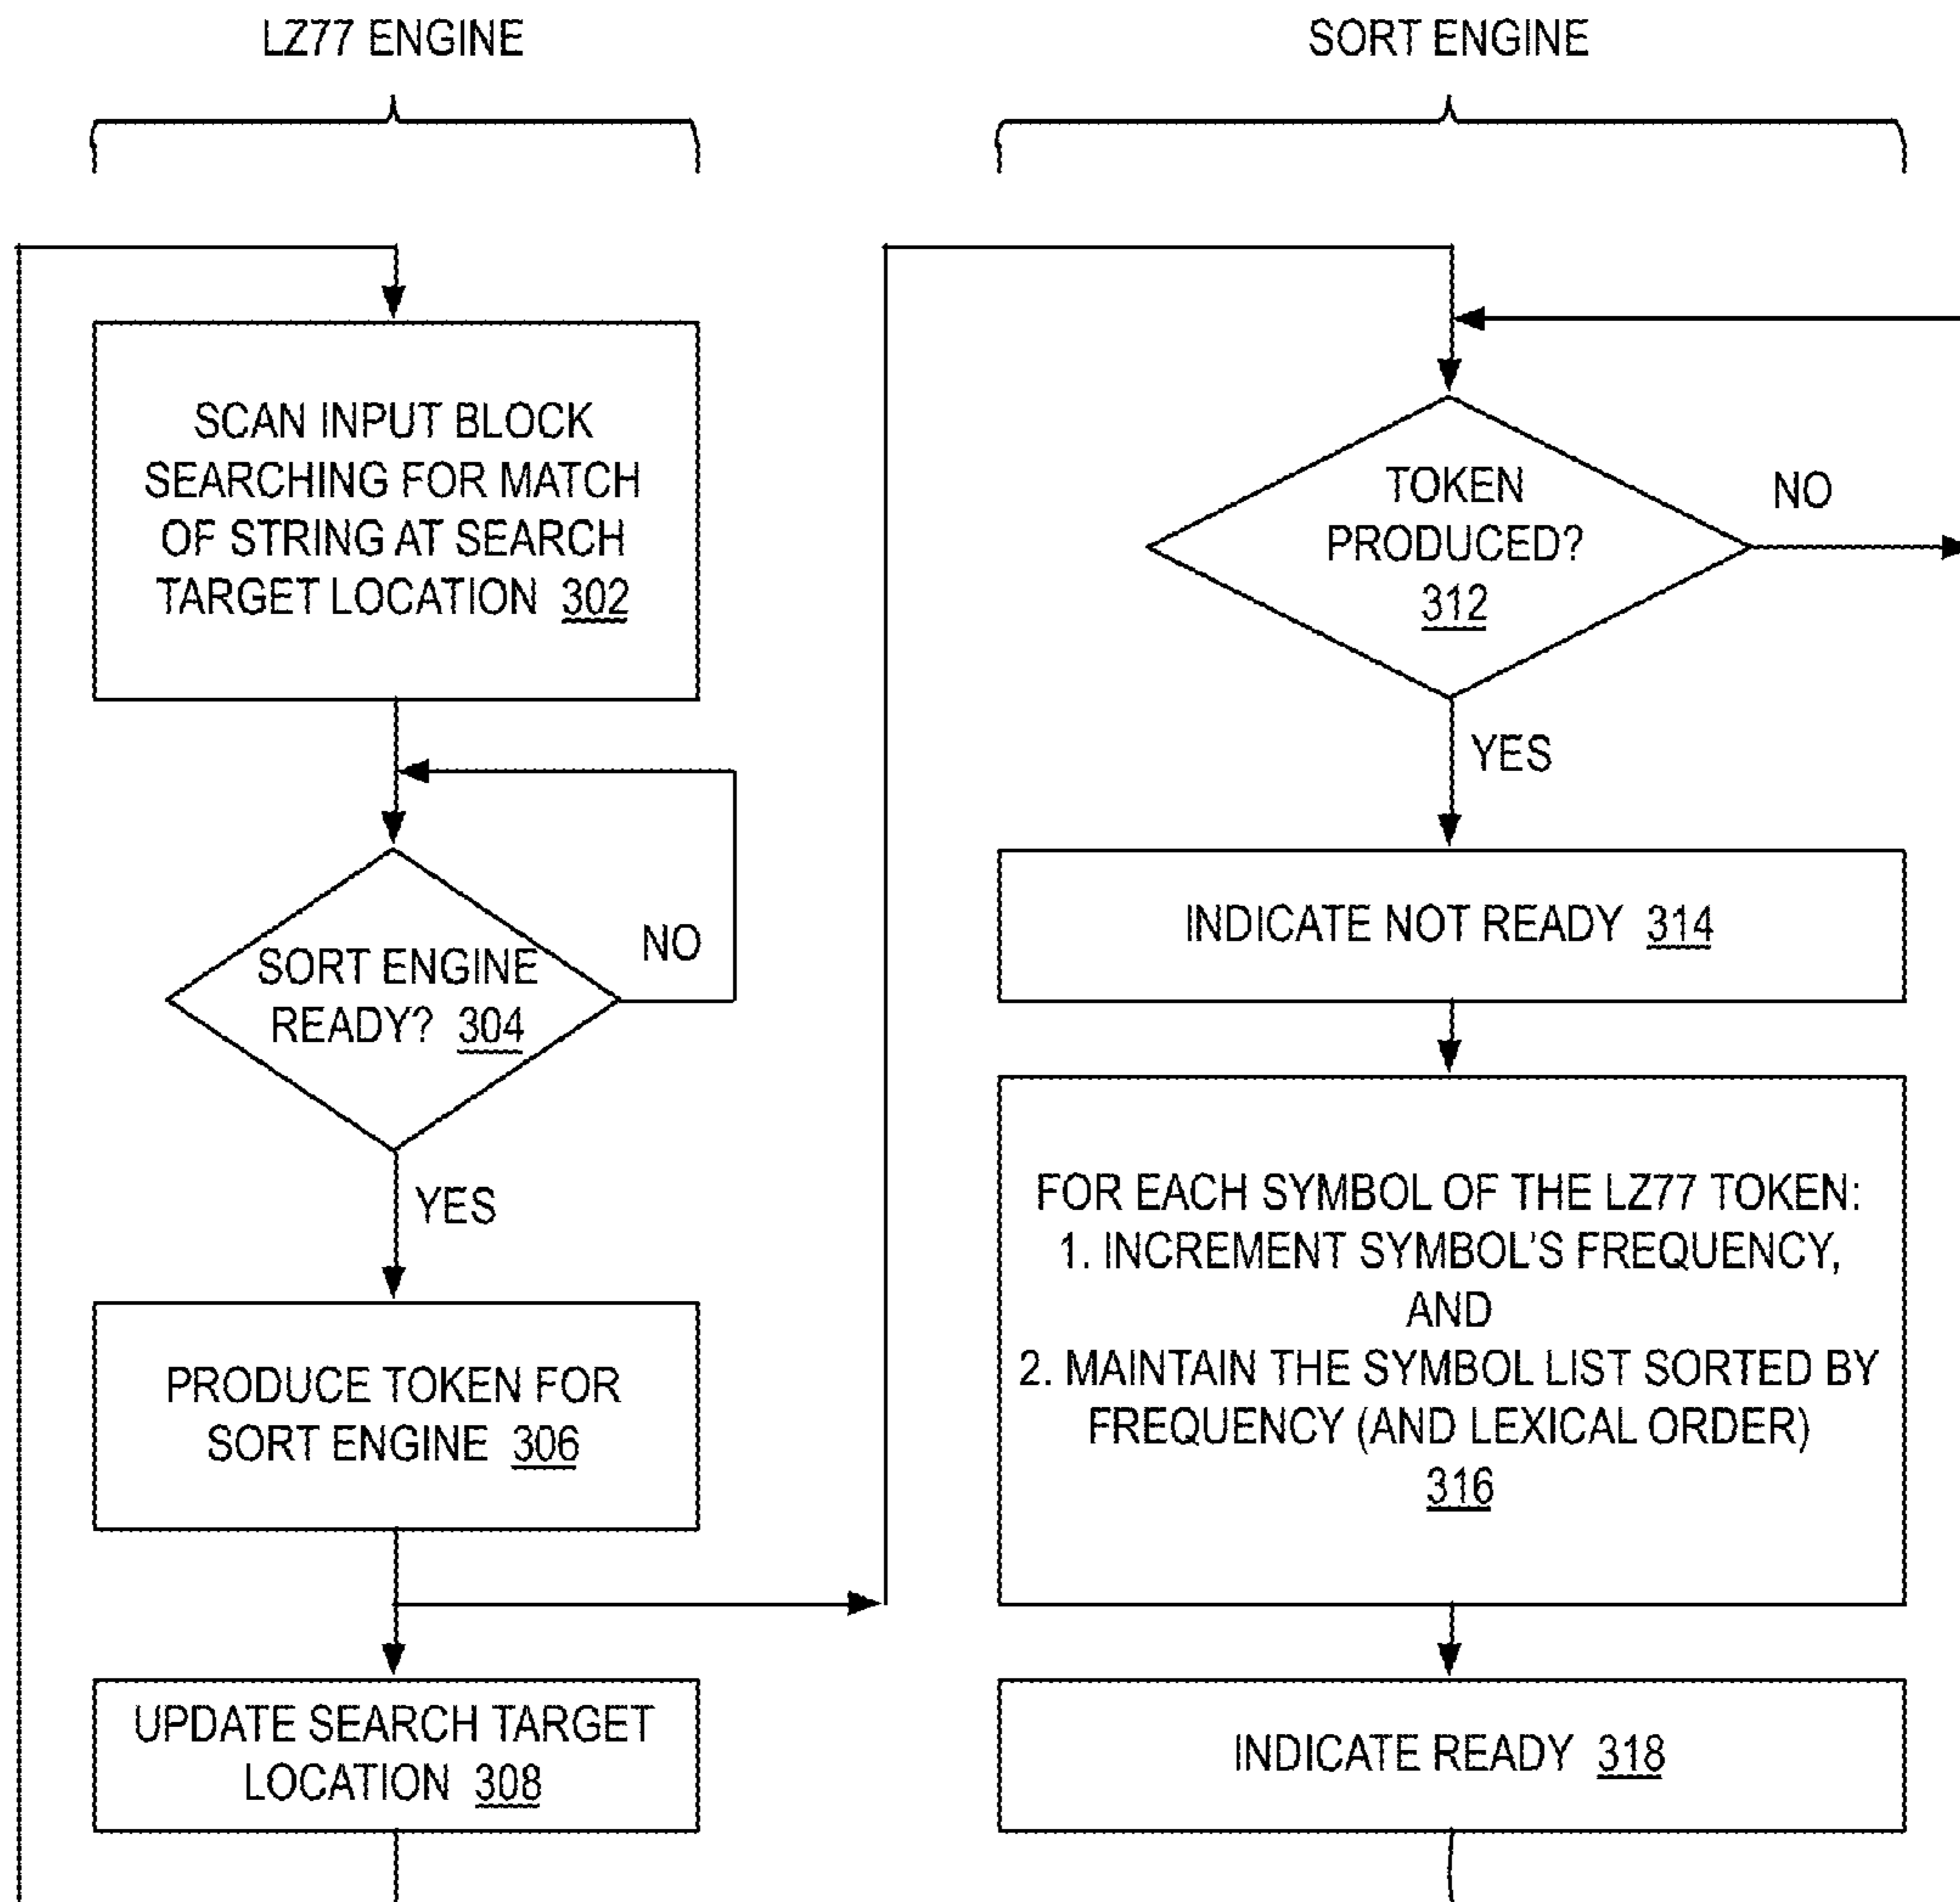 LZ77 ENGINE
SCAN INPUT BLOCK
SEARCHING FOR MATCH
OF STRING AT SEARCH
TARGET LOCATION 302
SORT ENGINE
READY? 304
NO
YES
PRODUCE TOKEN FOR
SORT ENGINE 306
UPDATE SEARCH TARGET
LOCATION 308
SORT ENGINE
TOKEN
PRODUCED?
312
NO
YES
INDICATE NOT READY 314
FOR EACH SYMBOL OF THE LZ77 TOKEN:
1. INCREMENT SYMBOL'S FREQUENCY,
AND
2. MAINTAIN THE SYMBOL LIST SORTED BY
FREQUENCY (AND LEXICAL ORDER)
316
INDICATE READY 318